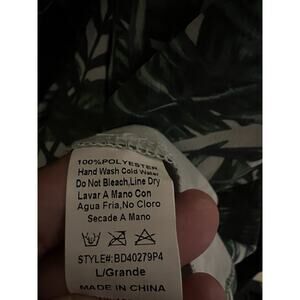 100%POLYESTER
Hand Wash Cold Water
Do Not Bleach,Line Dry
Lavar A Mano Con
Agua Fria,No Cloro
Secade A Mano
STYLE#:BD40279P4
L/Grande
MADE IN CHINA